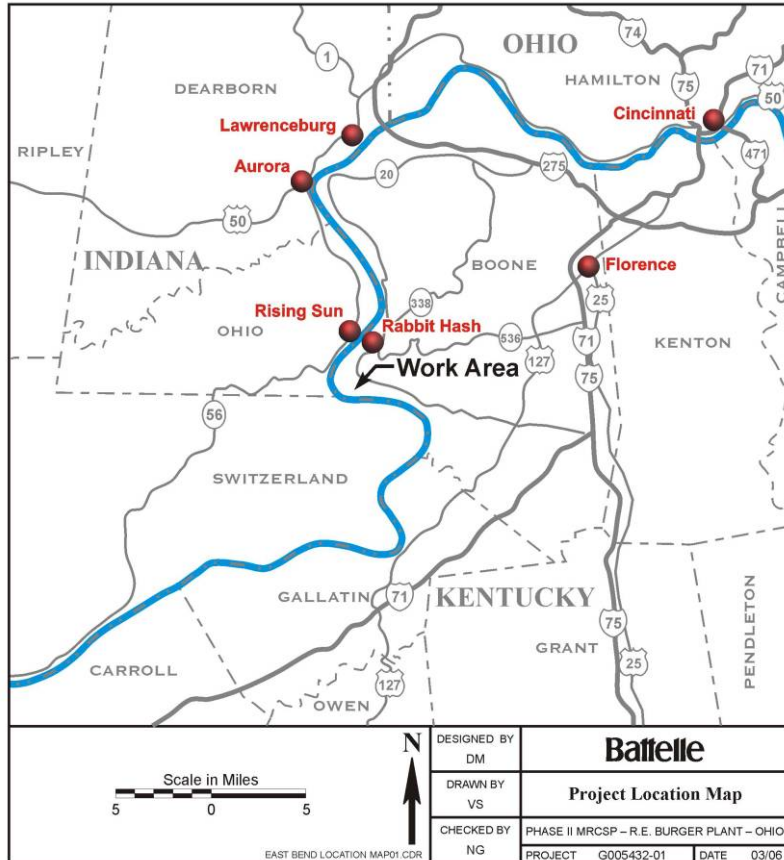 74
OHIO
1
71
HAMILTON
75
DEARBORN
50
Cincinnati
Lawrenceburg
RIPLEY
471
Aurora
20
275
50
CAMPBELL
INDIANA
BOONE
Florence
338
25
Rising Sun
Rabbit Hash
OHIO
536
71
KENTON
127
Work Area
75
56
SWITZERLAND
GALLATIN
71
KENTUCKY
75
GRANT
PENDLETON
CARROLL
25
127
OWEN
Scale in Miles
5 0 5
N
EAST BEND LOCATION MAP01.CDR
DESIGNED BY
DM
Battelle
DRAWN BY
VS
Project Location Map
CHECKED BY
NG
PHASE II MRCSP – R.E. BURGER PLANT – OHIO
PROJECT G005432-01 DATE 03/06